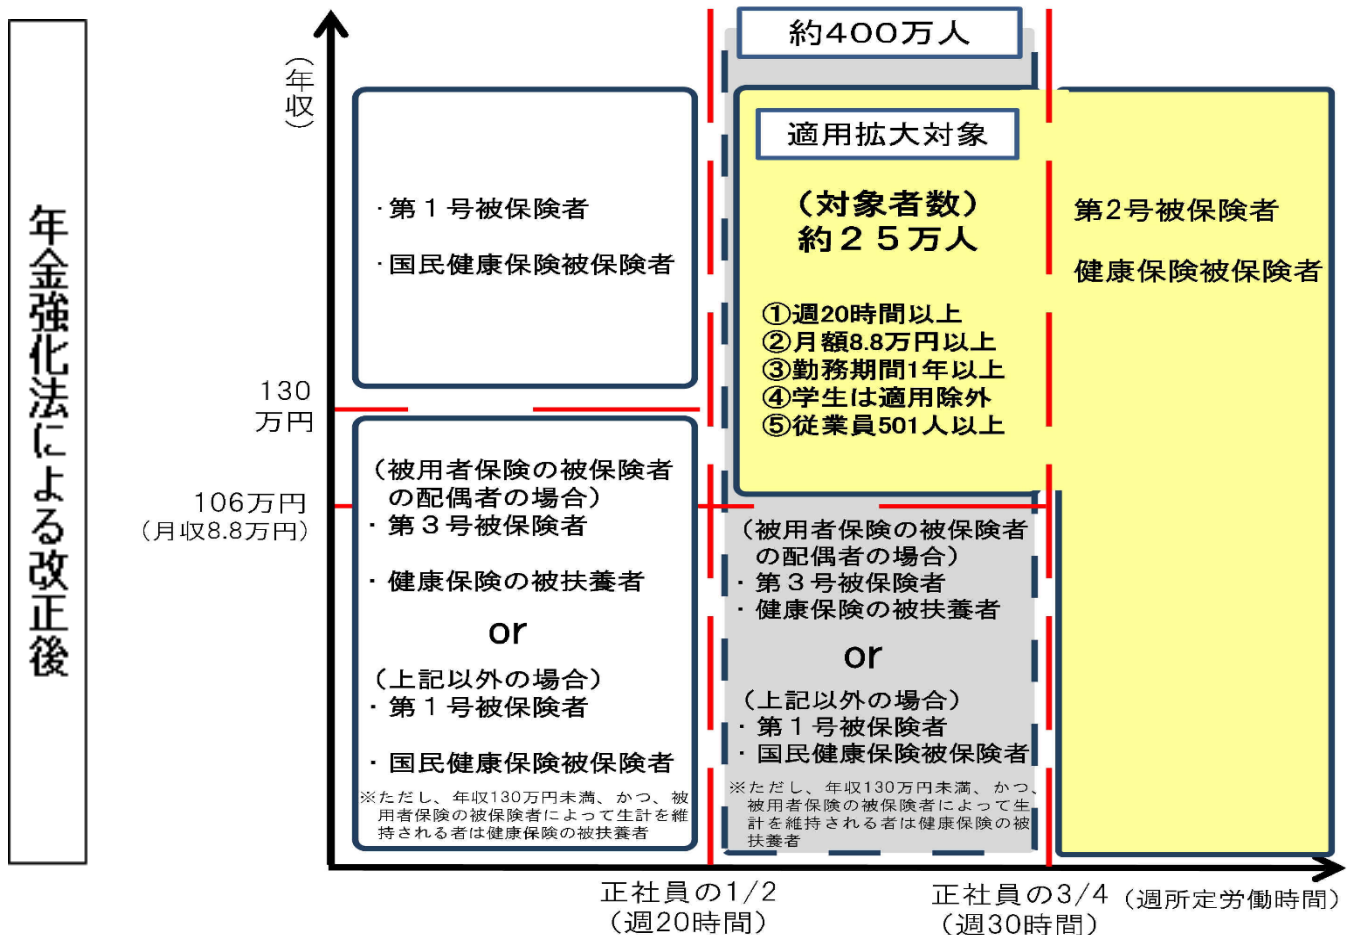 年金強化法による改正後
（年収）
130
万円
106万円
（月収8.8万円）
・第１号被保険者
・国民健康保険被保険者
（被用者保険の被保険者
の配偶者の場合）
・第３号被保険者
・健康保険の被扶養者
or
（上記以外の場合）
・第１号被保険者
・国民健康保険被保険者
※ただし、年収130万円未満、かつ、被
用者保険の被保険者によって生計を維
持される者は健康保険の被扶養者
約400万人
適用拡大対象
（対象者数）
約２５万人
①週20時間以上
②月額8.8万円以上
③勤務期間1年以上
④学生は適用除外
⑤従業員501人以上
（被用者保険の被保険者
の配偶者の場合）
・第３号被保険者
・健康保険の被扶養者
or
（上記以外の場合）
・第１号被保険者
・国民健康保険被保険者
※ただし、年収130万円未満、かつ、
被用者保険の被保険者によって生
計を維持される者は健康保険の被
扶養者
第2号被保険者
健康保険被保険者
正社員の1/2
（週20時間）
正社員の3/4
（週30時間）
（週所定労働時間）